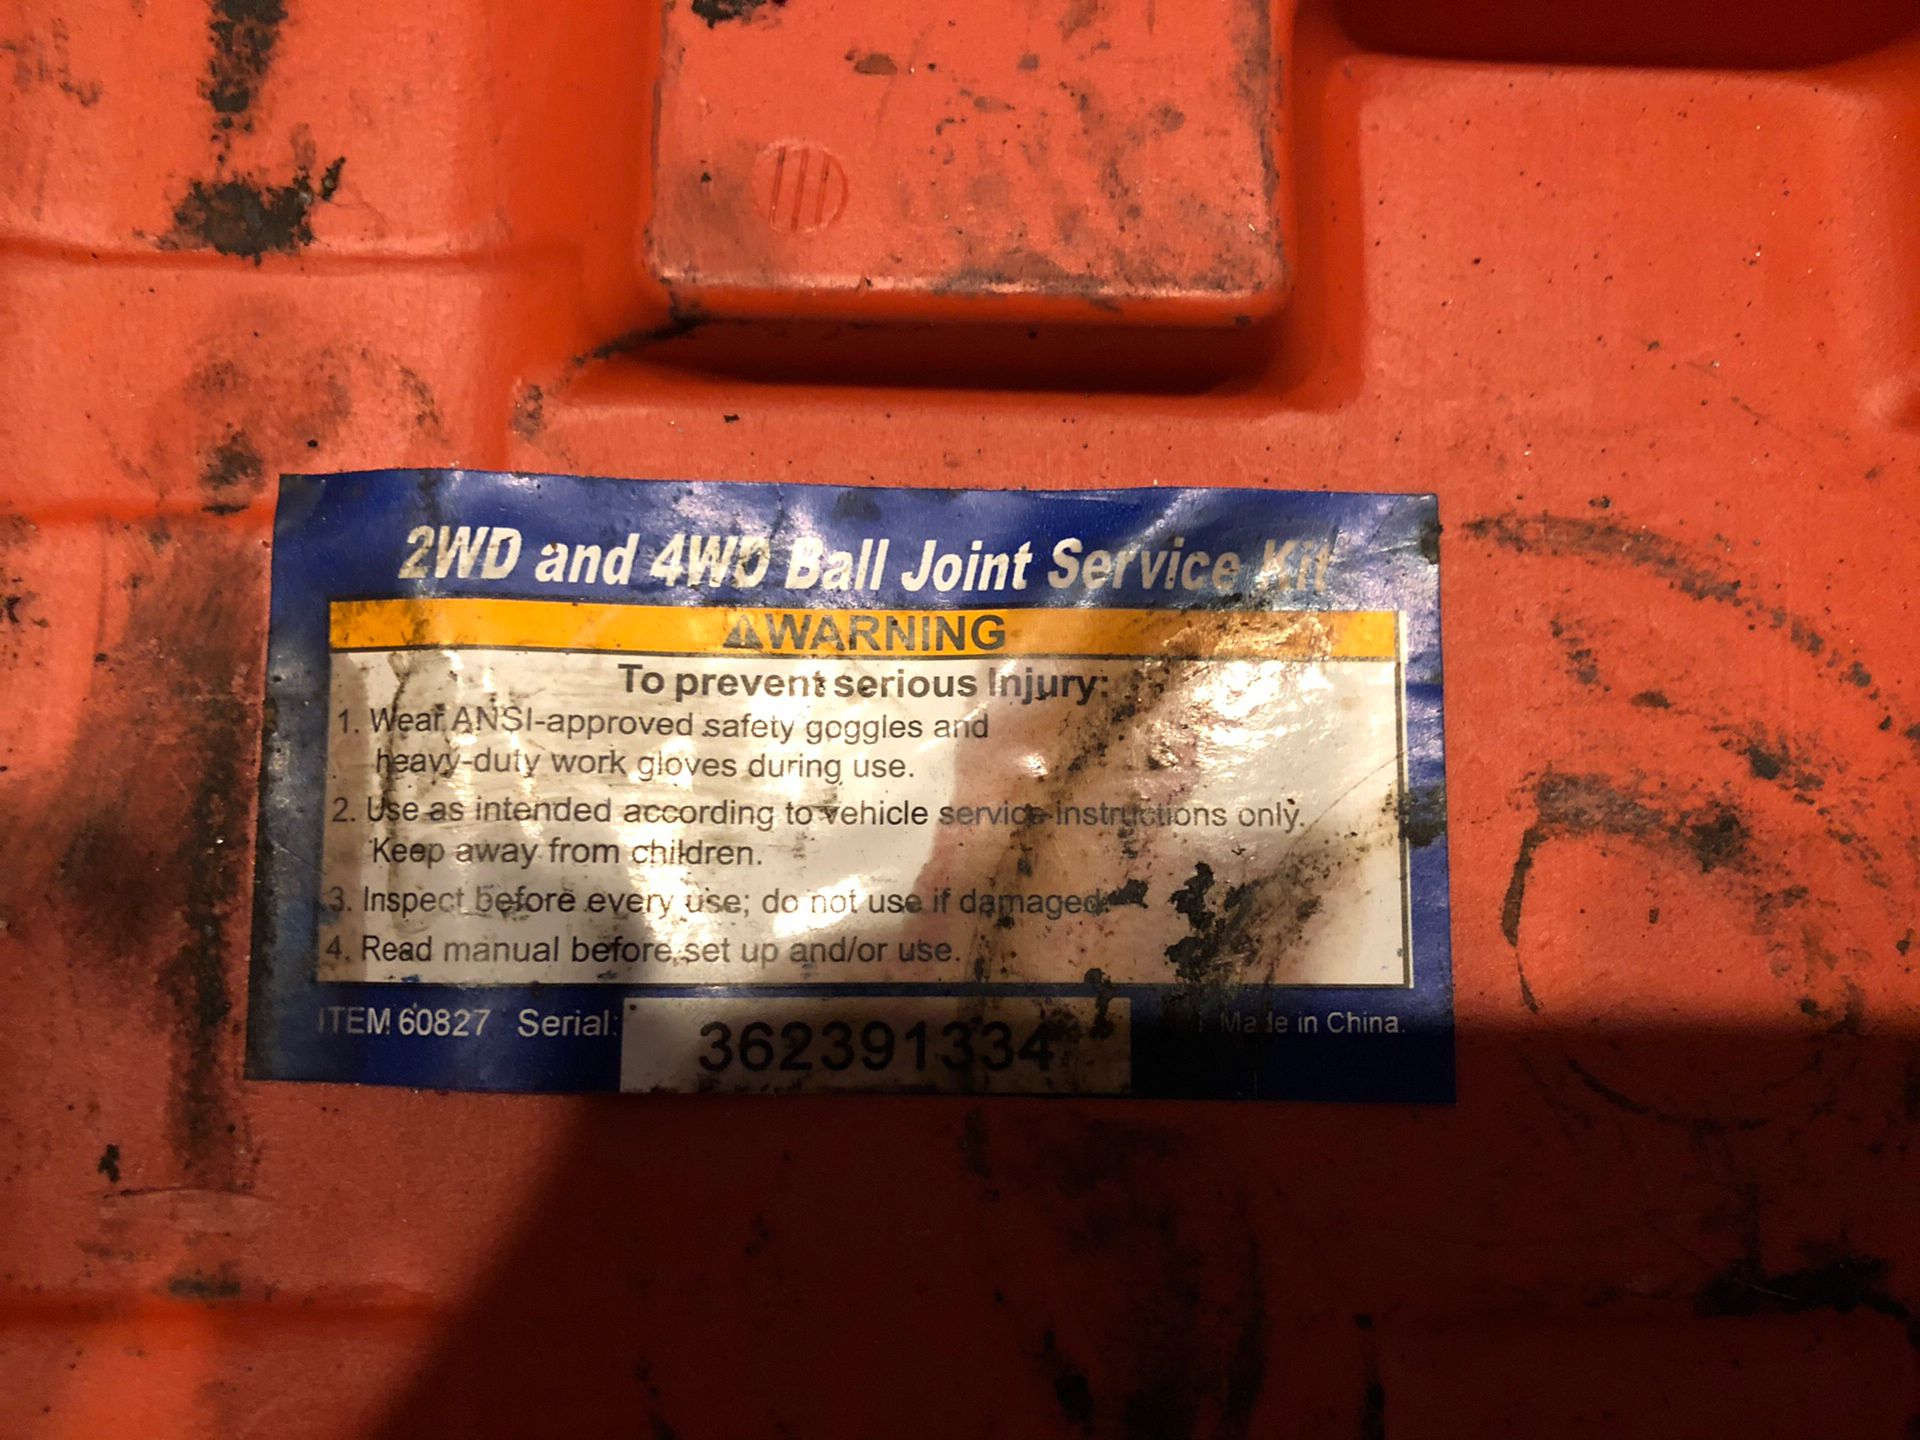 2WD and 4WD Ball Joint Service Kit
⚠WARNING
To prevent serious Injury:
1. Wear ANSI-approved safety goggles and
heavy-duty work gloves during use.
2. Use as intended according to vehicle service instructions only.
Keep away from children.
3. Inspect before every use; do not use if damaged.
4. Read manual before set up and/or use.
ITEM 60827 Serial: 362391334 Made in China.